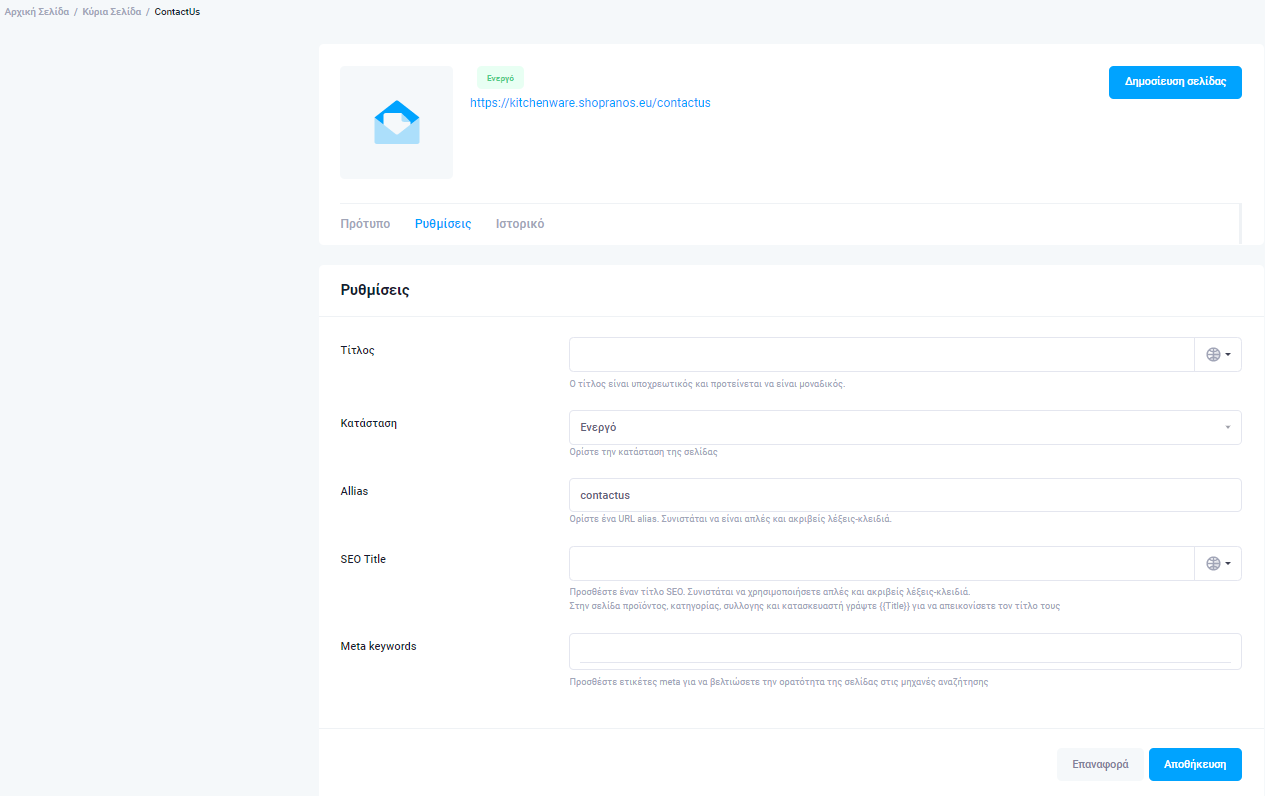 Αρχική Σελίδα / Κύρια Σελίδα / ContactUs
Ενεργό
https://kitchenware.shopranos.eu/contactus
Δημοσίευση σελίδας
Πρότυπο Ρυθμίσεις Ιστορικό
Ρυθμίσεις
Τίτλος
Ο τίτλος είναι υποχρεωτικός και προτείνεται να είναι μοναδικός.
Κατάσταση
Ενεργό
Ορίστε την κατάσταση της σελίδας
Allias
contactus
Ορίστε ένα URL alias. Συνιστάται να είναι απλές και ακριβείς λέξεις-κλειδιά.
SEO Title
Προσθέστε έναν τίτλο SEO. Συνιστάται να χρησιμοποιήσετε απλές και ακριβείς λέξεις-κλειδιά.
Στην σελίδα προϊόντος, κατηγορίας, συλλογης και κατασκευαστή γράψτε {{Title}} για να απεικονίσετε τον τίτλο τους
Meta keywords
Προσθέστε ετικέτες meta για να βελτιώσετε την ορατότητα της σελίδας στις μηχανές αναζήτησης
Επαναφορά Αποθήκευση